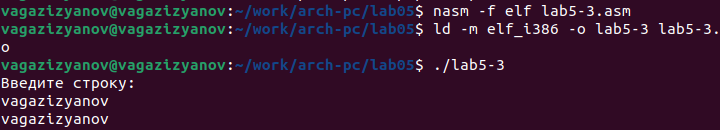 vagazizyanov@vagazizyanov:~/work/arch-pc/lab05$ nasm -f elf lab5-3.asm
vagazizyanov@vagazizyanov:~/work/arch-pc/lab05$ ld -m elf_i386 -o lab5-3 lab5-3.
o
vagazizyanov@vagazizyanov:~/work/arch-pc/lab05$ ./lab5-3
Введите строку:
vagazizyanov
vagazizyanov